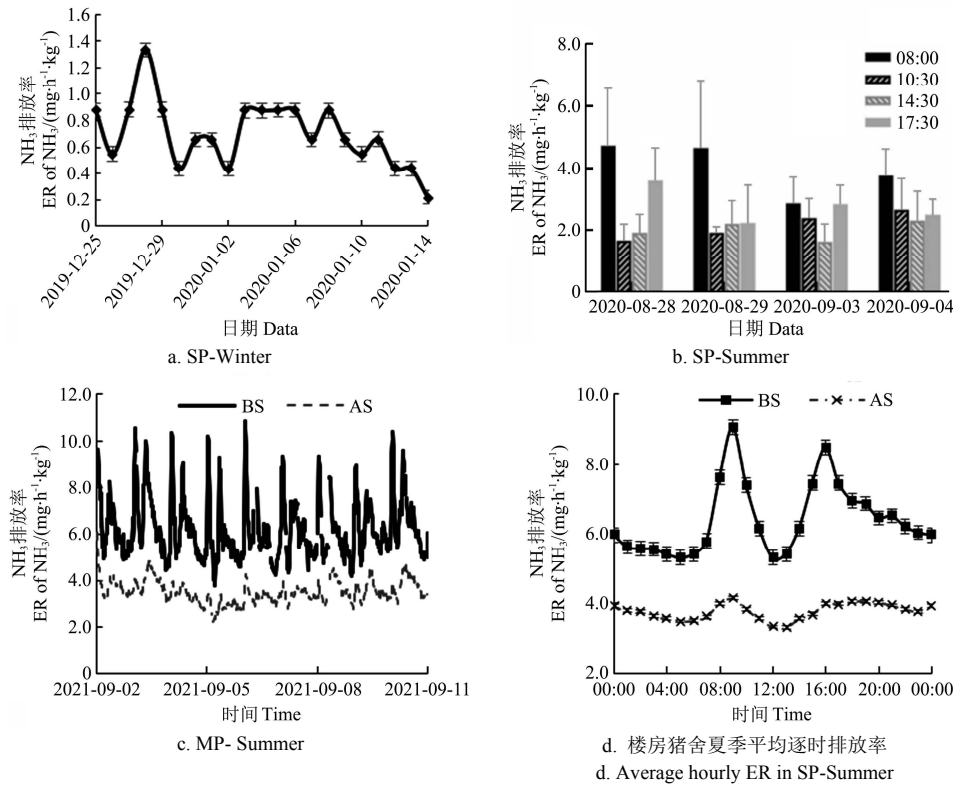 NH₃排放率
ER of NH₃/(mg·h⁻¹·kg⁻¹)
1.6
1.4
1.2
1.0
0.8
0.6
0.4
0.2
0
2019-12-25
2019-12-29
2020-01-02
2020-01-06
2020-01-10
2020-01-14
日期 Data
a. SP-Winter
NH₃排放率
ER of NH₃/(mg·h⁻¹·kg⁻¹)
8.0
6.0
4.0
2.0
0
08:00
10:30
14:30
17:30
2020-08-28 2020-08-29 2020-09-03 2020-09-04
日期 Data
b. SP-Summer
NH₃排放率
ER of NH₃/(mg·h⁻¹·kg⁻¹)
12.0
10.0
8.0
6.0
4.0
2.0
0
BS AS
2021-09-02 2021-09-05 2021-09-08 2021-09-11
时间 Time
c. MP- Summer
NH₃排放率
ER of NH₃/(mg·h⁻¹·kg⁻¹)
10.0
8.0
6.0
4.0
2.0
BS AS
00:00 04:00 08:00 12:00 16:00 20:00 00:00
时间 Time
d. 楼房猪舍夏季平均逐时排放率
d. Average hourly ER in SP-Summer